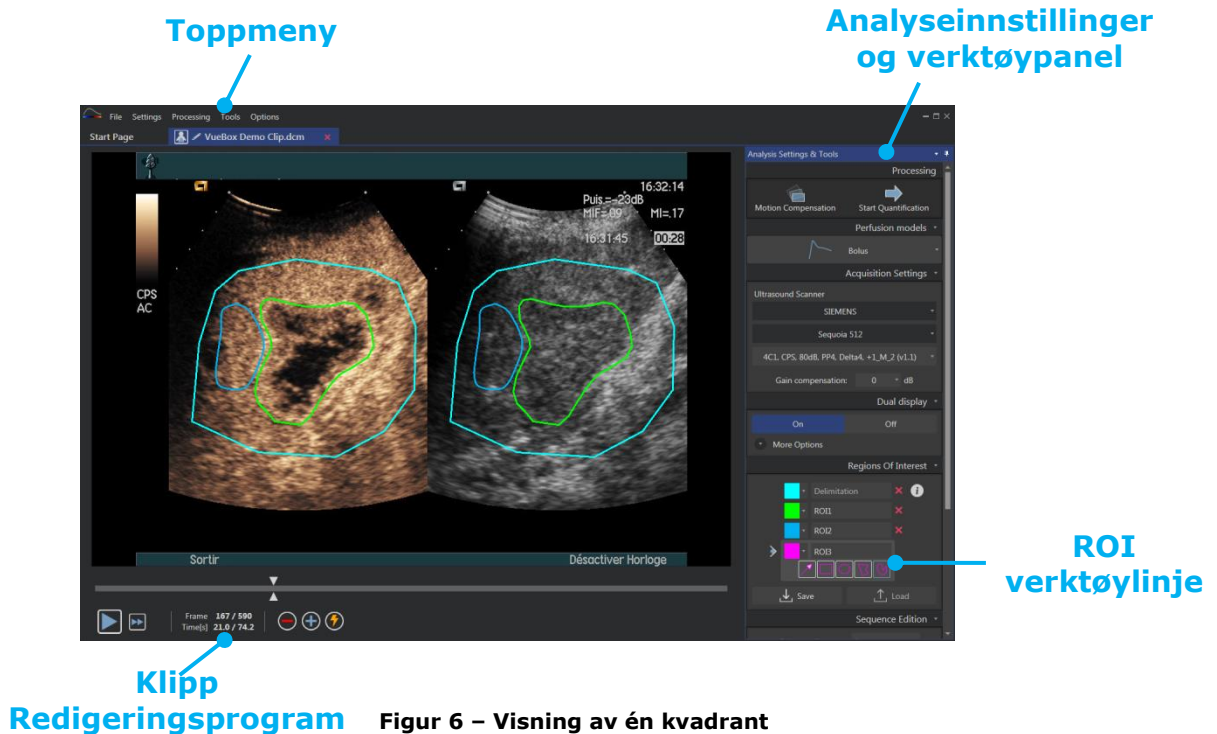 Toppmeny
Analyseinnstillinger
og verktøypanel
File Settings Processing Tools Options
Start Page VueBox Demo Clip.dcm
Analysis Settings & Tools
Processing
Motion Compensation Start Quantification
Perfusion models
Bolus
Acquisition Settings
Ultrasound Scanner
SIEMENS
Sequoia 512
4C1, CPS, 80dB, PP4, Delta4, +1_M_2 (v1.1)
Gain compensation: 0 dB
Dual display
On Off
More Options
Regions Of Interest
Delimitation
ROI1
ROI2
ROI3
Save Load
Sequence Edition
16:32:14
Puis.=-23dB
MIF=.09 MI=.17
16:31:45 00:28
CPS
AC
Sortir Désactiver Horloge
Frame 167 / 590
Time[s] 21.0 / 74.2
ROI
verktøylinje
Klipp
Redigeringsprogram
Figur 6 – Visning av én kvadrant